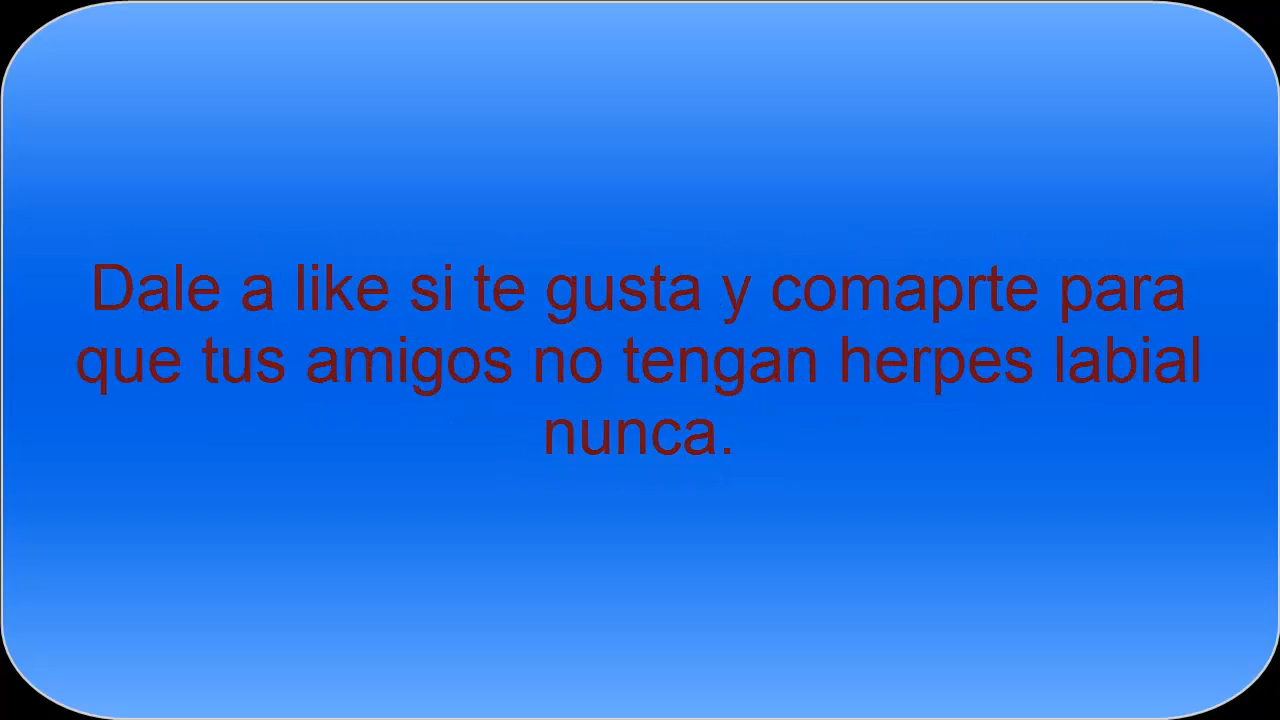 Dale a like si te gusta y comaprte para
que tus amigos no tengan herpes labial
nunca.